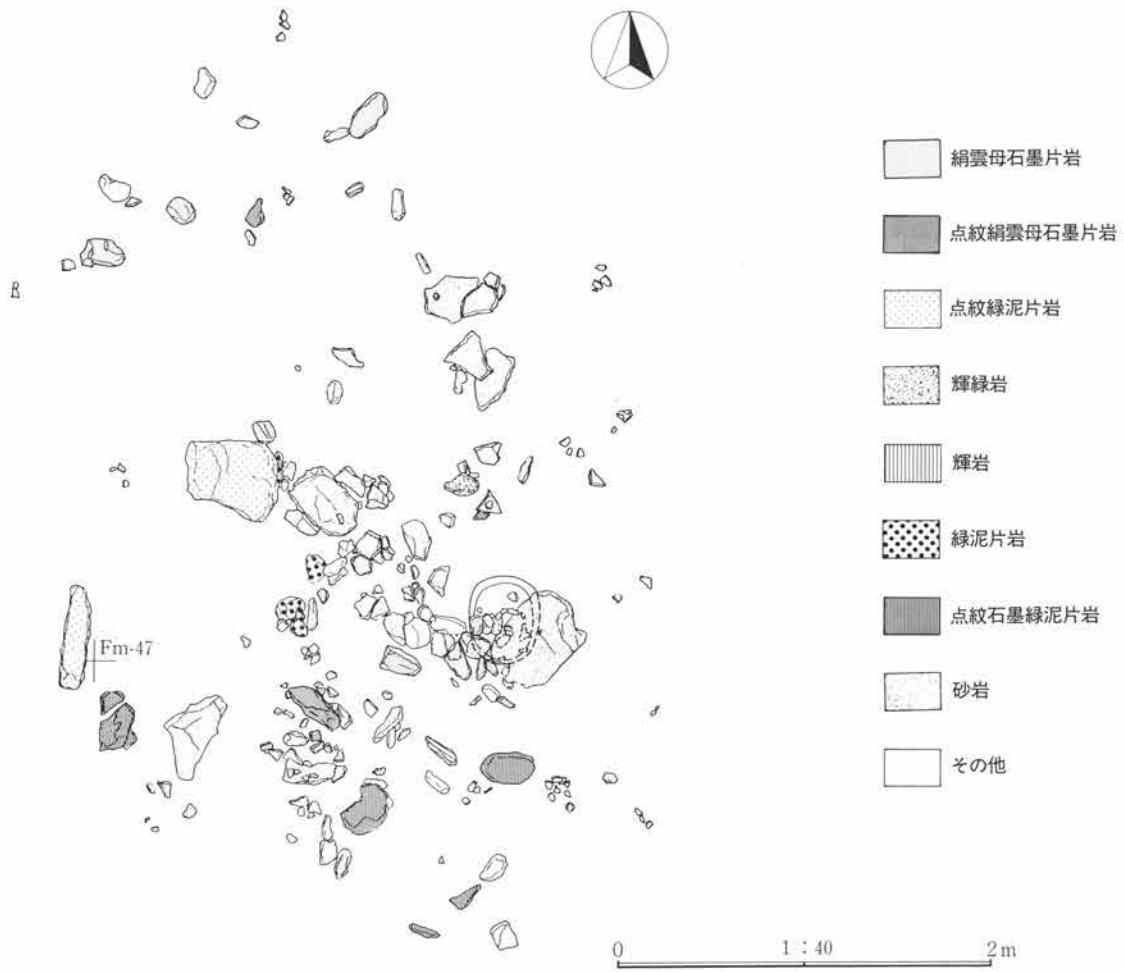 絹雲母石墨片岩
点紋絹雲母石墨片岩
点紋緑泥片岩
輝緑岩
輝岩
緑泥片岩
点紋石墨緑泥片岩
砂岩
その他
Fm-47
0 1：40 2m